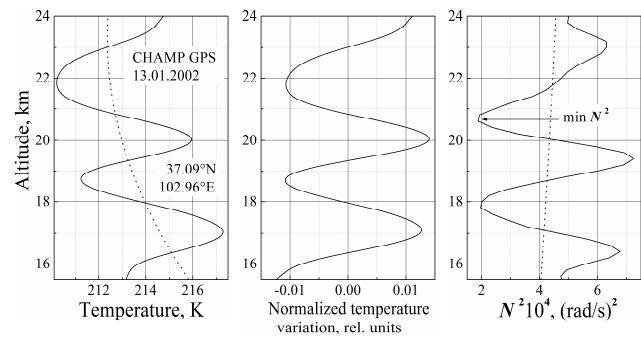 24
22
20
18
16
Altitude, km
CHAMP GPS
13.01.2002
37.09°N
102.96°E
212 214 216
Temperature, K
24
22
20
18
16
-0.01 0.00 0.01
Normalized temperature
variation, rel. units
24
22
20
18
16
min N²
2 4 6
N²10⁴, (rad/s)²